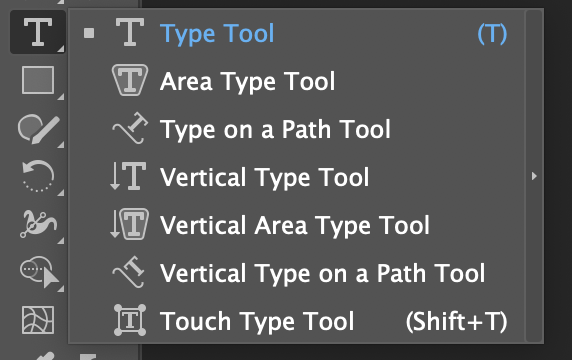 Type Tool (T)
Area Type Tool
Type on a Path Tool
Vertical Type Tool
Vertical Area Type Tool
Vertical Type on a Path Tool
Touch Type Tool (Shift+T)